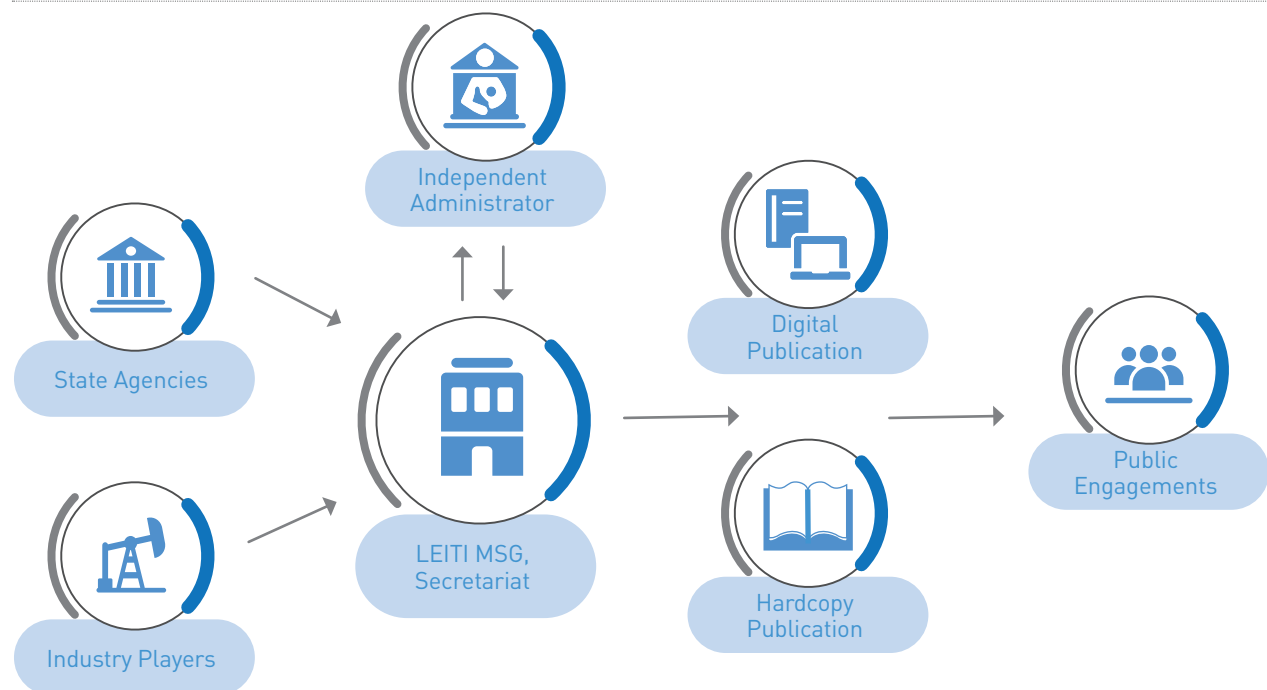 Independent
Administrator
State Agencies
Digital
Publication
Public
Engagements
LEITI MSG,
Secretariat
Hardcopy
Publication
Industry Players